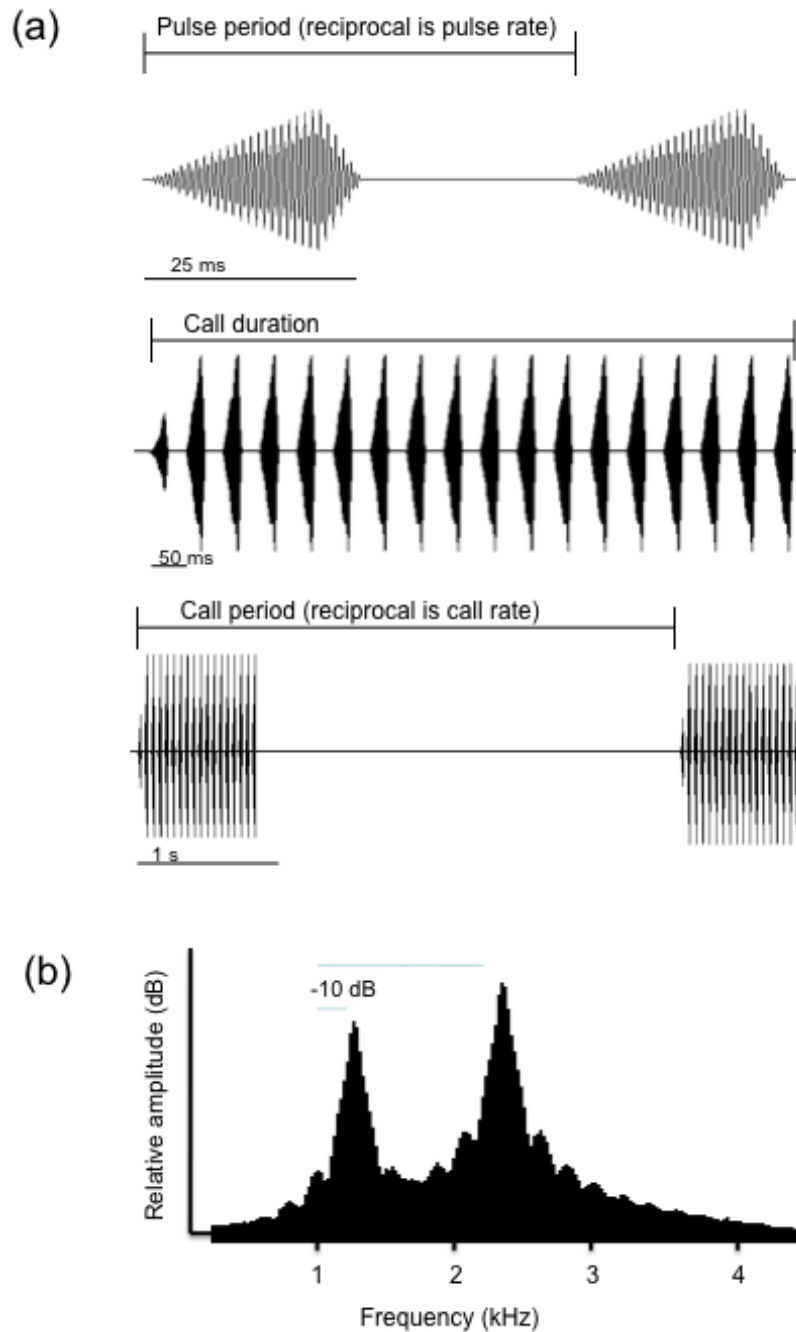 (a)
Pulse period (reciprocal is pulse rate)
25 ms
Call duration
50 ms
Call period (reciprocal is call rate)
1 s
(b)
-10 dB
Relative amplitude (dB)
1 2 3 4
Frequency (kHz)